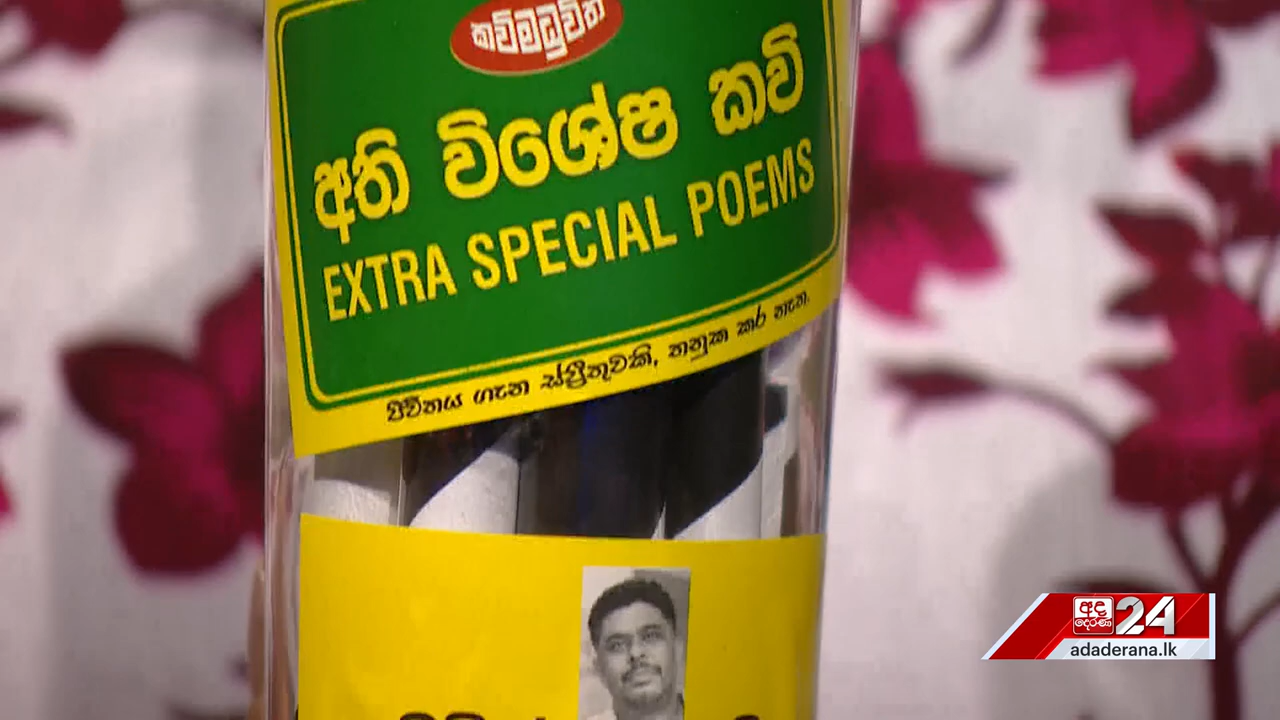 කවිමධුවිත
අති විශේෂ කවි
EXTRA SPECIAL POEMS
ජීවිතය ගැන ස්ප්‍රීතුවකි, තනුක කර නැත.
අද දෙරණ 24
adaderana.lk